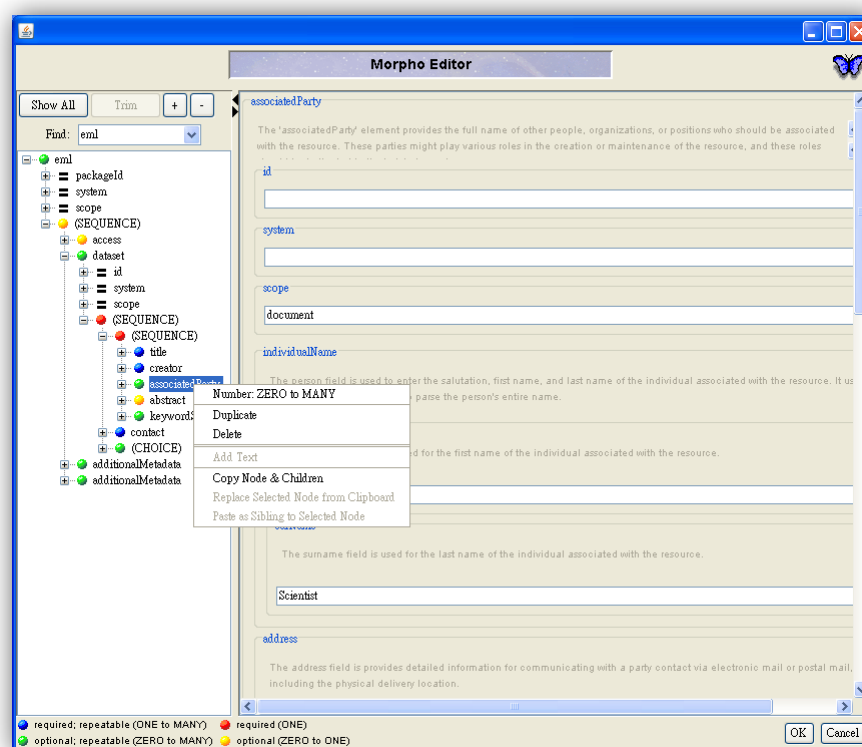 Morpho Editor
Show All
Trim
+
-
Find:
eml
eml
packageId
system
scope
(SEQUENCE)
access
dataset
id
system
scope
(SEQUENCE)
(SEQUENCE)
title
creator
associatedParty
abstract
contact
(CHOICE)
additionalMetadata
additionalMetadata
Number: ZERO to MANY
Duplicate
Delete
Add Text
Copy Node & Children
Replace Selected Node from Clipboard
Paste as Sibling to Selected Node
associatedParty
The 'associatedParty' element provides the full name of other people, organizations, or positions who should be associated
with the resource. These parties might play various roles in the creation or maintenance of the resource, and these roles
id
system
scope
document
individualName
The person field is used to enter the salutation, first name, and last name of the individual associated with the resource. It
to parse the person's entire name.
for the first name of the individual associated with the resource.
The surname field is used for the last name of the individual associated with the resource.
Scientist
address
The address field is provides detailed information for communicating with a party contact via electronic mail or postal mail,
including the physical delivery location.
required; repeatable (ONE to MANY)
required (ONE)
optional; repeatable (ZERO to MANY)
optional (ZERO to ONE)
OK
Cancel